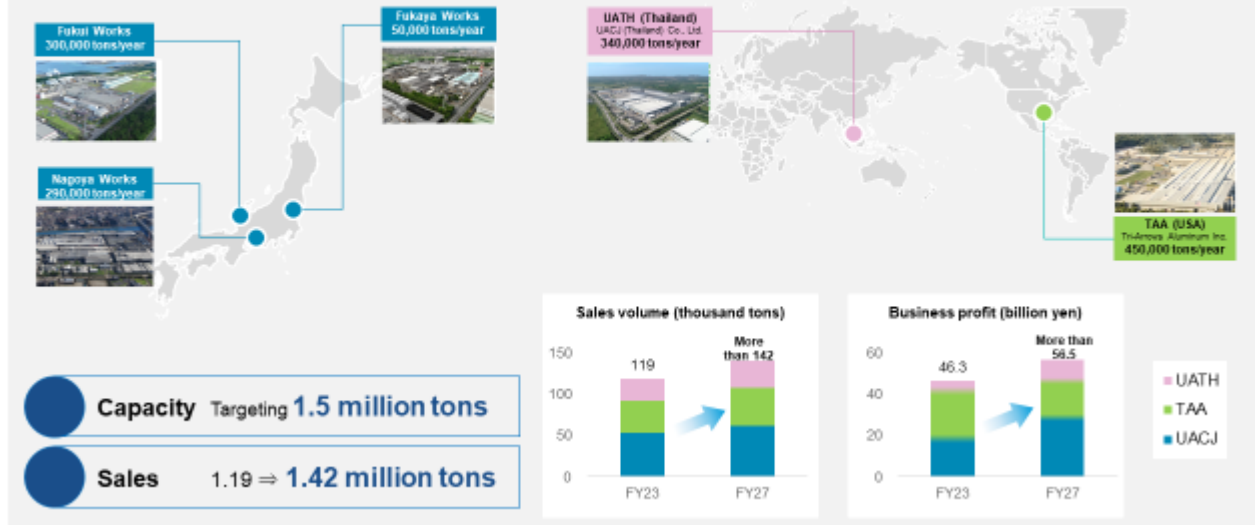 Fukui Works
300,000 tons/year
Fukaya Works
50,000 tons/year
Nagoya Works
290,000 tons/year
UATH (Thailand)
UACJ (Thailand) Co., Ltd.
340,000 tons/year
TAA (USA)
Tri-Arrows Aluminum Inc.
450,000 tons/year
Capacity Targeting 1.5 million tons
Sales 1.19 ⇒ 1.42 million tons
Sales volume (thousand tons)
150
100
50
0
119
More
than 142
FY23
FY27
Business profit (billion yen)
60
40
20
0
46.3
More than
56.5
FY23
FY27
UATH
TAA
UACJ